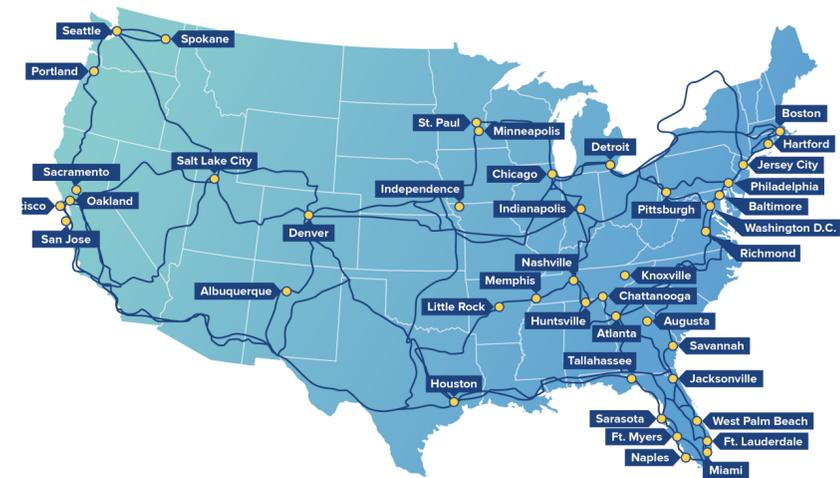 Seattle
Spokane
Portland
Boston
St. Paul
Minneapolis
Hartford
Detroit
Salt Lake City
Jersey City
Sacramento
Chicago
Independence
Philadelphia
cisco
Oakland
Baltimore
Indianapolis
Pittsburgh
Washington D.C.
San Jose
Denver
Richmond
Nashville
Knoxville
Memphis
Albuquerque
Chattanooga
Little Rock
Huntsville
Augusta
Atlanta
Savannah
Tallahassee
Jacksonville
Houston
Sarasota
West Palm Beach
Ft. Myers
Ft. Lauderdale
Naples
Miami